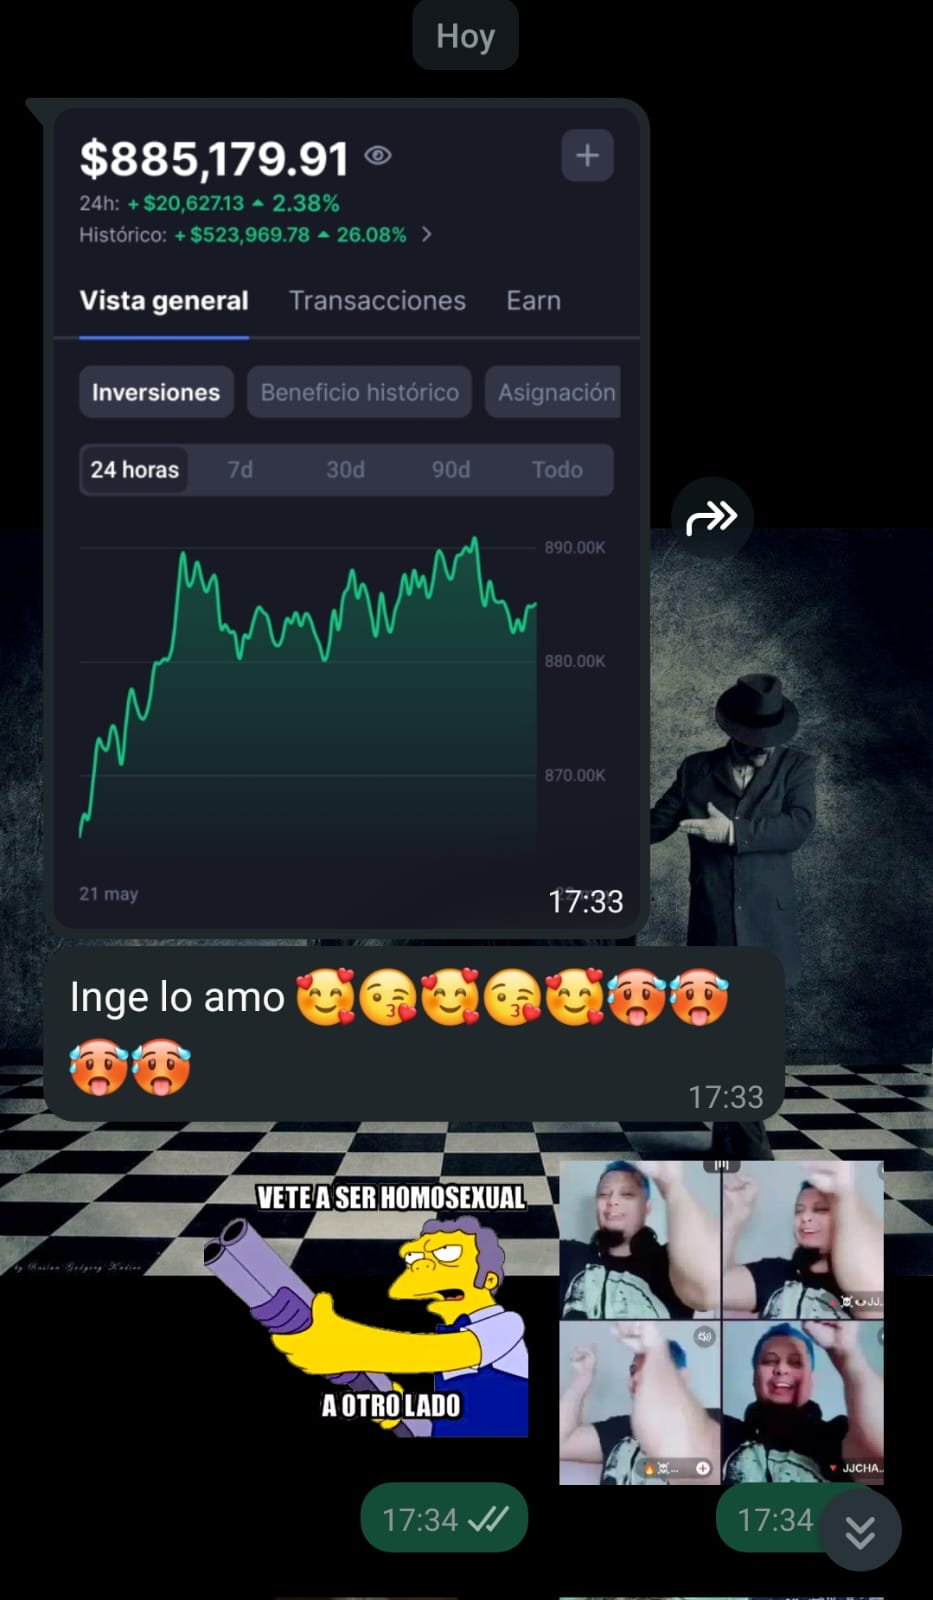 Hoy
$885,179.91
24h: + $20,627.13 ▲ 2.38%
Histórico: + $523,969.78 ▲ 26.08% >
Vista general Transacciones Earn
Inversiones Beneficio histórico Asignación
24 horas 7d 30d 90d Todo
890.00K
880.00K
870.00K
21 may
17:33
Inge lo amo 🥰😘🥰😘🥰🥵🥵
🥵🥵
17:33
VETE A SER HOMOSEXUAL
A OTRO LADO
JJ..
JJCHA..
17:34
17:34